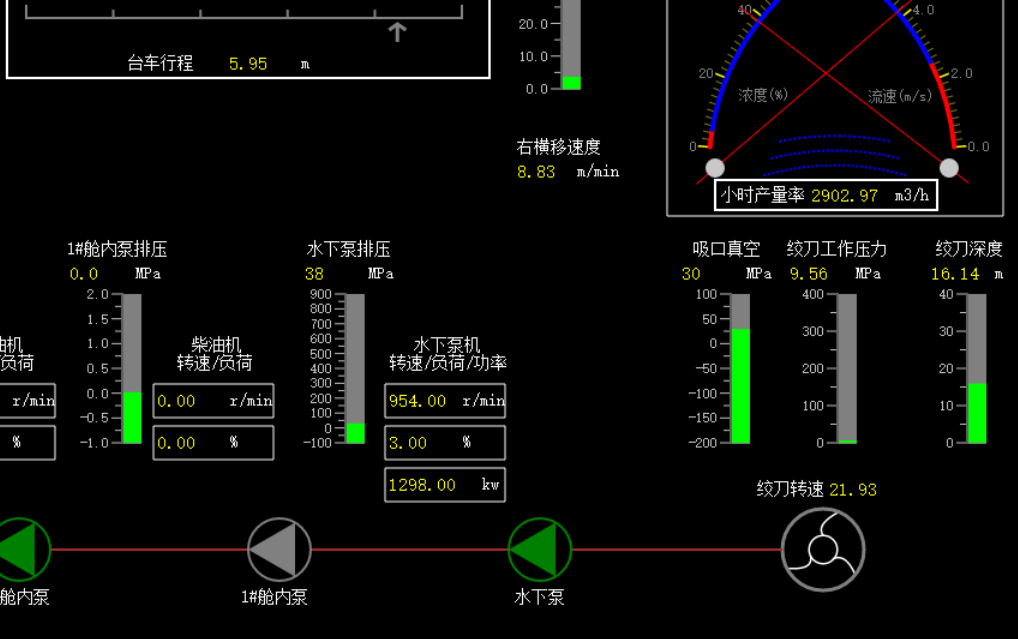 台车行程 5.95 m
20.0
10.0
0.0
右横移速度
8.83 m/min
40
4.0
20
2.0
浓度(%) 流速(m/s)
0
0.0
小时产量率 2902.97 m3/h
1#舱内泵排压
0.0 MPa
2.0
1.5
1.0
0.5
0.0
-0.5
-1.0
水下泵排压
38 MPa
900
800
700
600
500
400
300
200
100
0
-100
吸口真空
30 MPa
100
50
0
-50
-100
-150
-200
绞刀工作压力
9.56 MPa
400
300
200
100
0
绞刀深度
16.14 m
40
30
20
10
0
油机
负荷
r/min
%
柴油机
转速/负荷
0.00 r/min
0.00 %
水下泵机
转速/负荷/功率
954.00 r/min
3.00 %
1298.00 kw
绞刀转速 21.93
舱内泵
1#舱内泵
水下泵